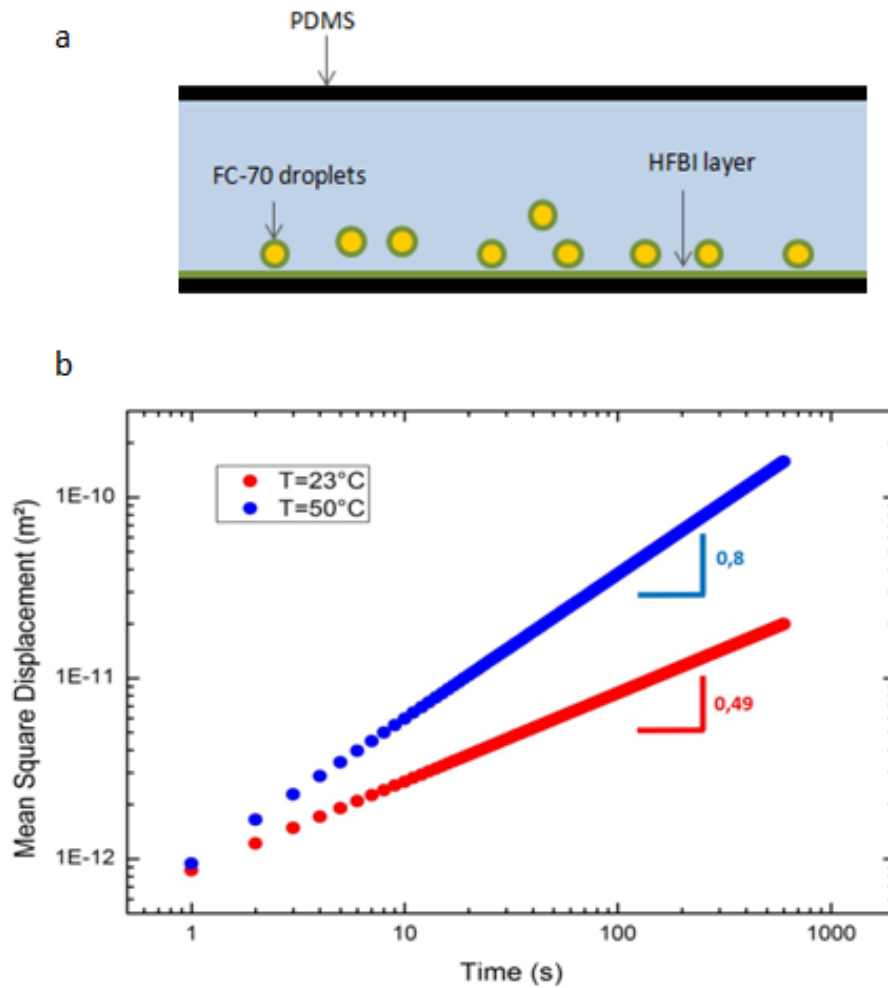 a
PDMS
FC-70 droplets
HFBI layer
b
Mean Square Displacement (m²)
1E-10
1E-11
1E-12
T=23°C
T=50°C
0,8
0,49
1
10
100
1000
Time (s)